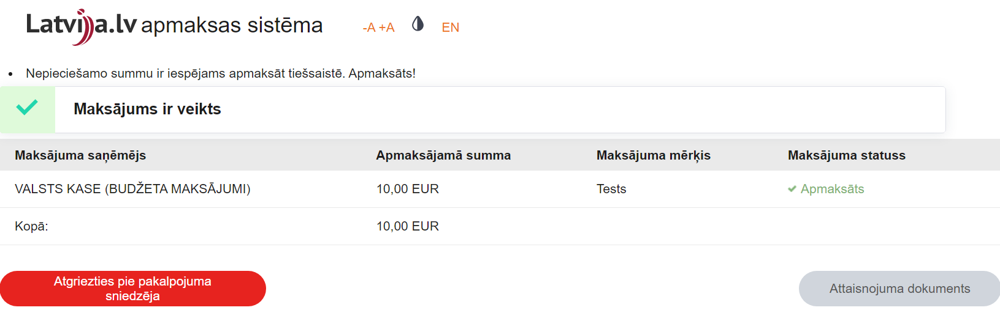 Latvija.lv apmaksas sistēma -A +A EN
• Nepieciešamo summu ir iespējams apmaksāt tiešsaistē. Apmaksāts!
Maksājums ir veikts
Maksājuma saņēmējs Apmaksājamā summa Maksājuma mērķis Maksājuma statuss
VALSTS KASE (BUDŽETA MAKSĀJUMI) 10,00 EUR Tests Apmaksāts
Kopā: 10,00 EUR
Atgriezties pie pakalpojuma
sniedzēja
Attaisnojuma dokuments